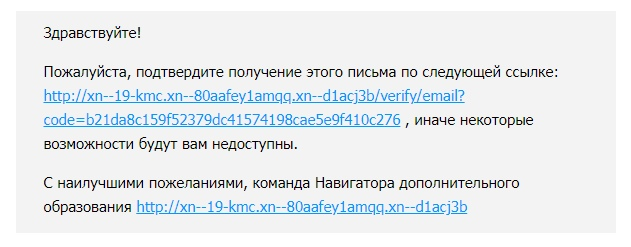 Здравствуйте!
Пожалуйста, подтвердите получение этого письма по следующей ссылке:
http://xn--19-kmc.xn--80aafey1amqq.xn--d1acj3b/verify/email?
code=b21da8c159f52379dc41574198cae5e9f410c276 , иначе некоторые
возможности будут вам недоступны.
С наилучшими пожеланиями, команда Навигатора дополнительного
образования http://xn--19-kmc.xn--80aafey1amqq.xn--d1acj3b